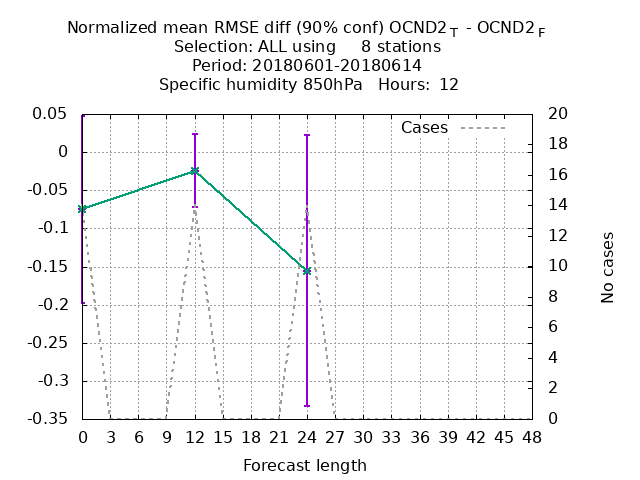 Normalized mean RMSE diff (90% conf) OCND2 T - OCND2 F
Selection: ALL using 8 stations
Period: 20180601-20180614
Specific humidity 850hPa Hours: 12
Cases
0.05
0
-0.05
-0.1
-0.15
-0.2
-0.25
-0.3
-0.35
20
18
16
14
12
10
8
6
4
2
0
No cases
0 3 6 9 12 15 18 21 24 27 30 33 36 39 42 45 48
Forecast length